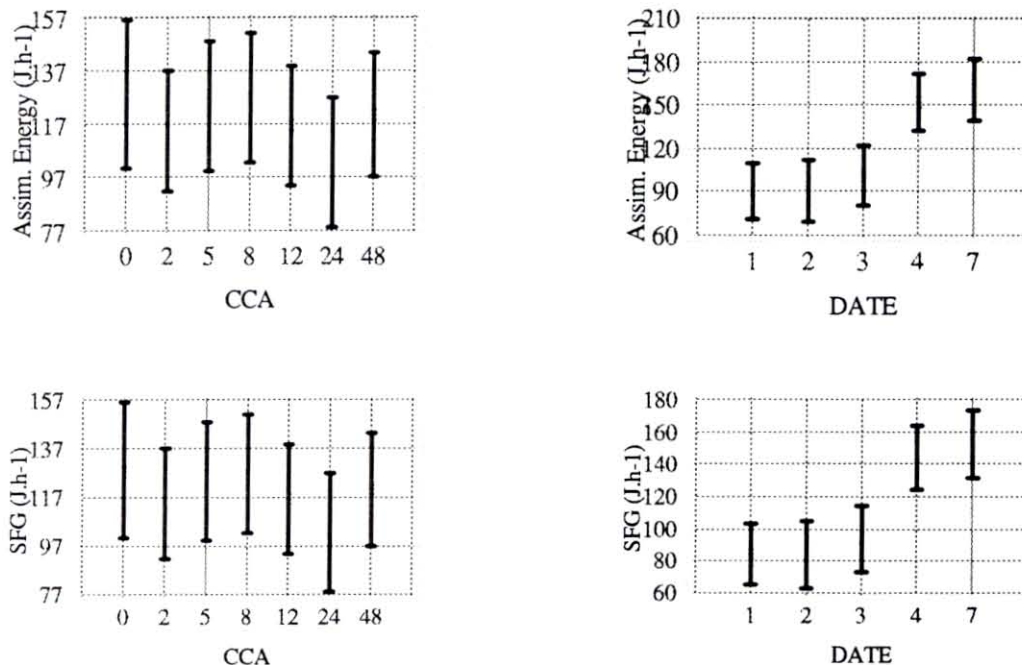 Assim. Energy (J.h-1)
157
137
117
97
77
0 2 5 8 12 24 48
CCA
Assim. Energy (J.h-1)
210
180
150
120
90
60
1 2 3 4 7
DATE
SFG (J.h-1)
157
137
117
97
77
0 2 5 8 12 24 48
CCA
SFG (J.h-1)
180
160
140
120
100
80
60
1 2 3 4 7
DATE